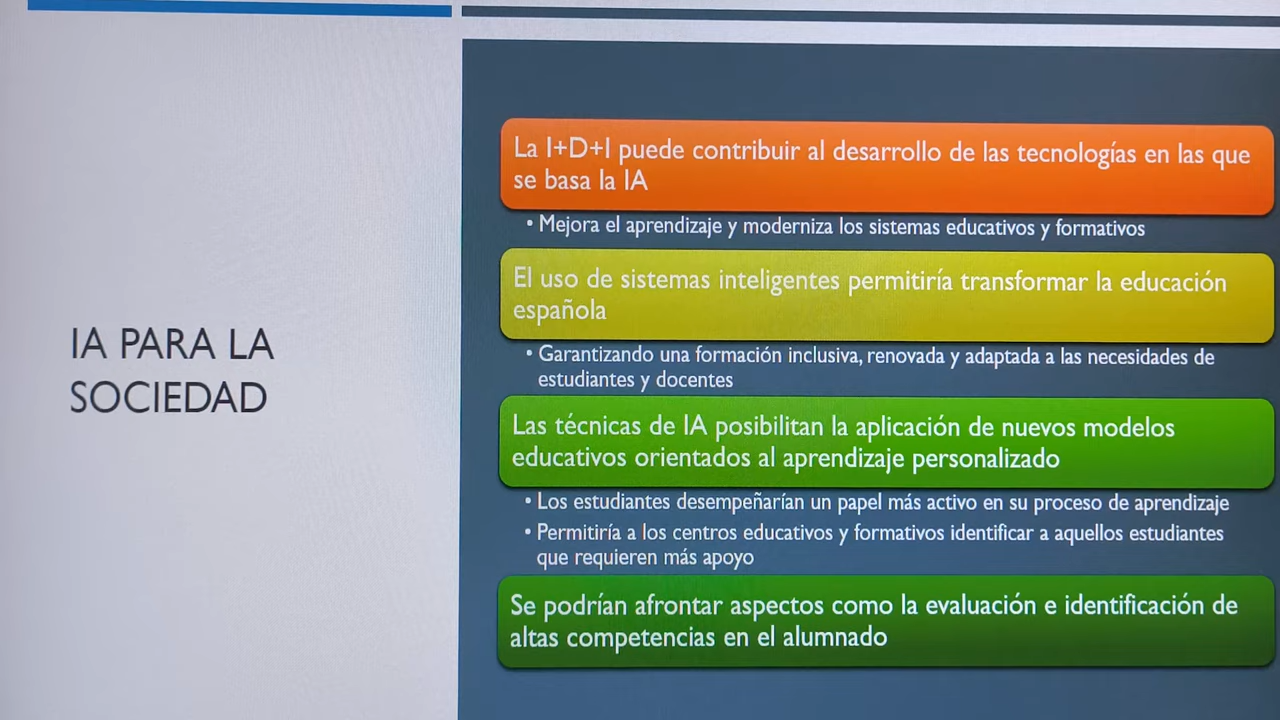 IA PARA LA
SOCIEDAD
La I+D+I puede contribuir al desarrollo de las tecnologías en las que
se basa la IA
• Mejora el aprendizaje y moderniza los sistemas educativos y formativos
El uso de sistemas inteligentes permitiría transformar la educación
española
• Garantizando una formación inclusiva, renovada y adaptada a las necesidades de
estudiantes y docentes
Las técnicas de IA posibilitan la aplicación de nuevos modelos
educativos orientados al aprendizaje personalizado
• Los estudiantes desempeñarían un papel más activo en su proceso de aprendizaje
• Permitiría a los centros educativos y formativos identificar a aquellos estudiantes
que requieren más apoyo
Se podrían afrontar aspectos como la evaluación e identificación de
altas competencias en el alumnado